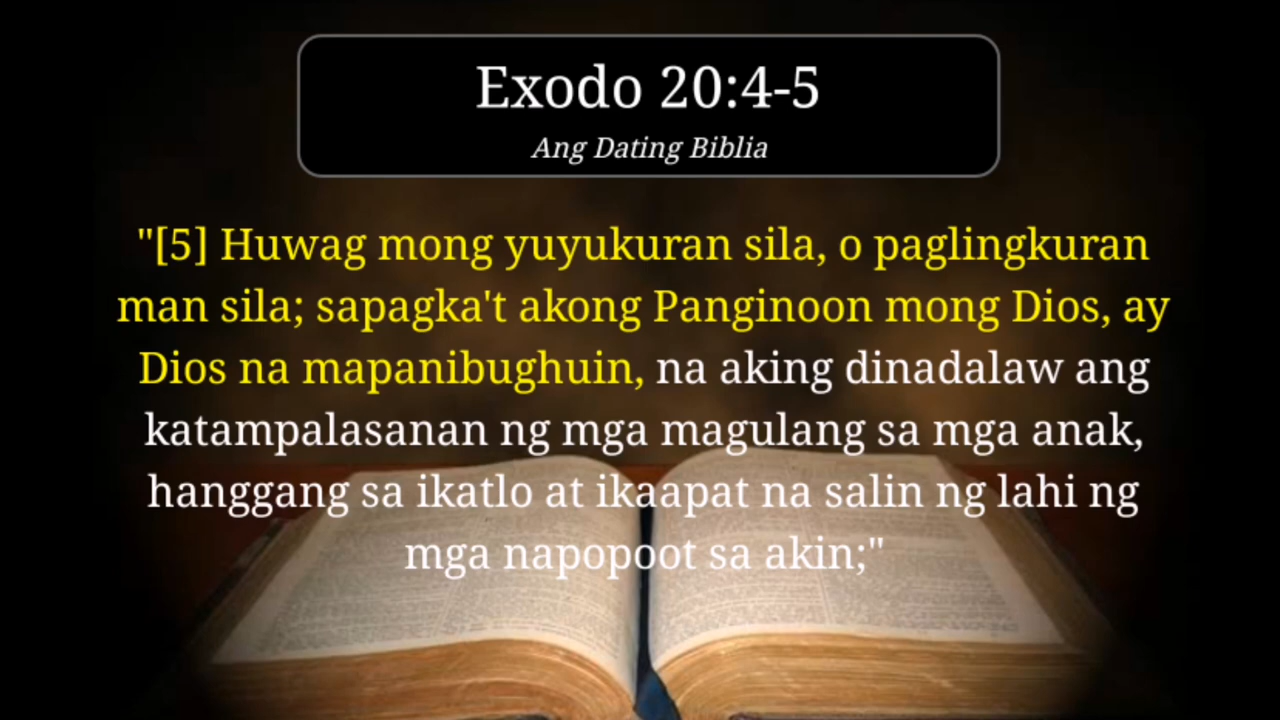 Exodo 20:4-5
Ang Dating Biblia
"[5] Huwag mong yuyukuran sila, o paglingkuran
man sila; sapagka't akong Panginoon mong Dios, ay
Dios na mapanibughuin, na aking dinadalaw ang
katampalasanan ng mga magulang sa mga anak,
hanggang sa ikatlo at ikaapat na salin ng lahi ng
mga napopoot sa akin;"